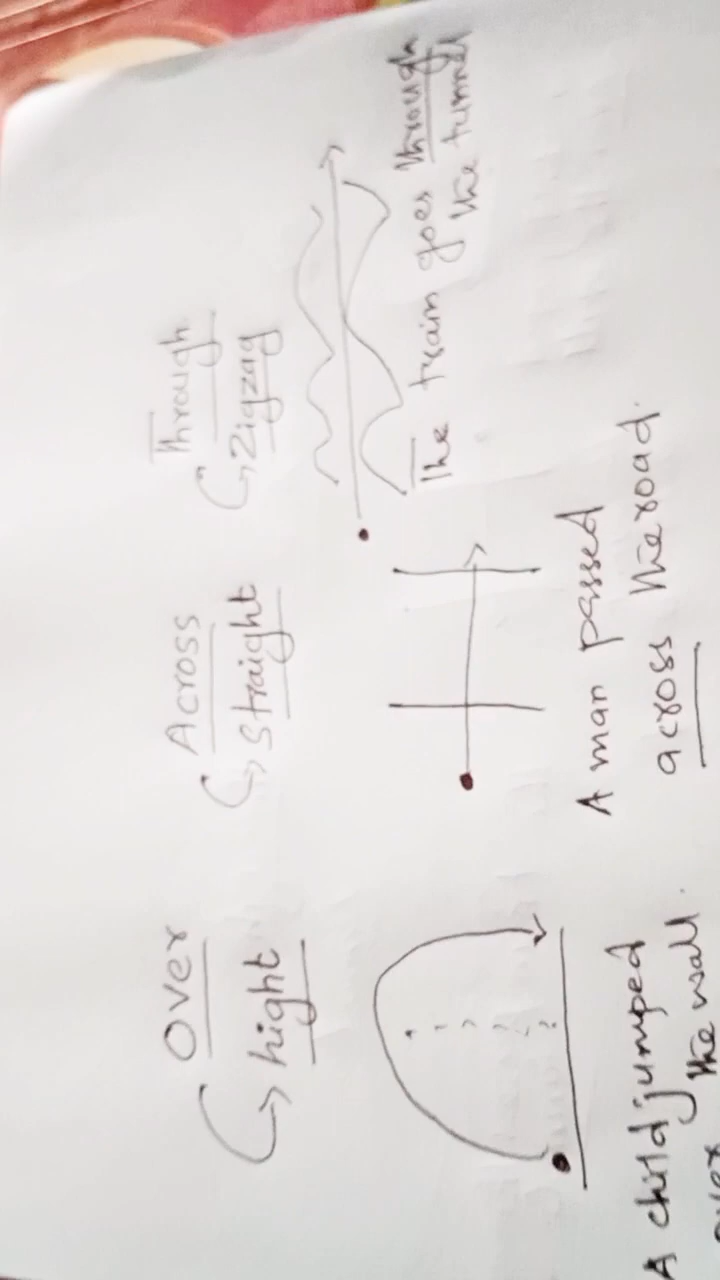 Over
hight
A child jumped
over the wall.
Across
straight
A man passed
across the road.
Through
Zigzag
The train goes through
the tunnel